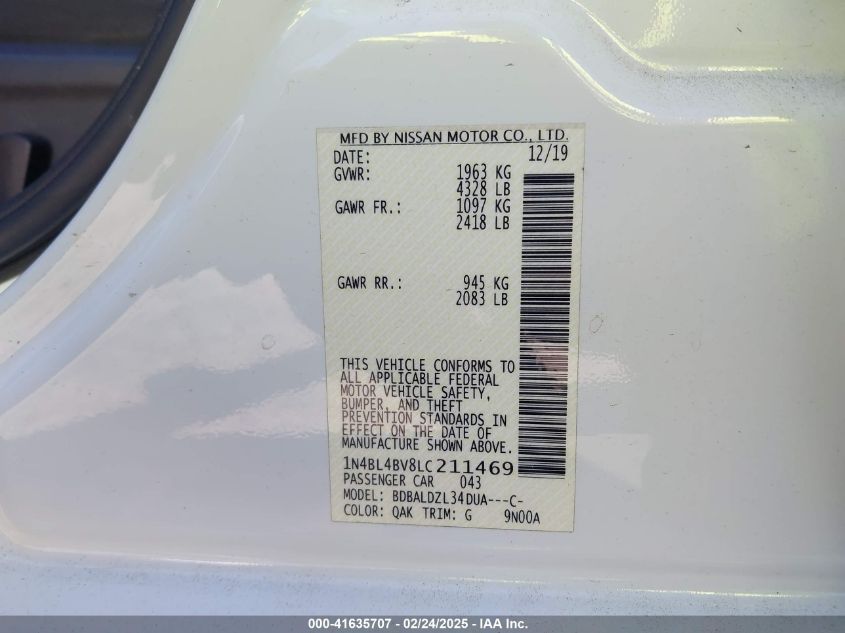 MFD BY NISSAN MOTOR CO., LTD.
DATE: 12/19
GVWR: 1963 KG
4328 LB
GAWR FR.: 1097 KG
2418 LB
GAWR RR.: 945 KG
2083 LB
THIS VEHICLE CONFORMS TO
ALL APPLICABLE FEDERAL
MOTOR VEHICLE SAFETY,
BUMPER, AND THEFT
PREVENTION STANDARDS IN
EFFECT ON THE DATE OF
MANUFACTURE SHOWN ABOVE.
1N4BL4BV8LC211469
PASSENGER CAR 043
MODEL: BDBALDZL34DUA---C-
COLOR: QAK TRIM: G 9N00A
000-41635707 - 02/24/2025 - IAA Inc.